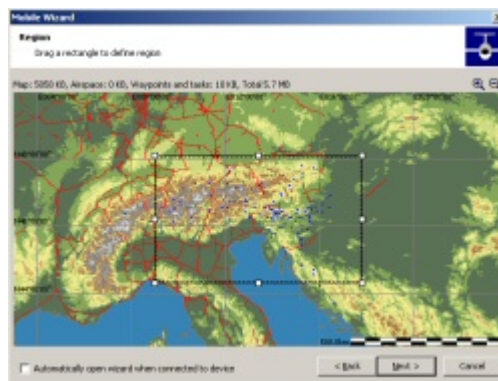 Mobile Wizard
Region
Drag a rectangle to define region
Map: 5850 KB, Airspace: 0 KB, Waypoints and tasks: 18 KB, Total 5.7 MB
Automatically open wizard when connected to device
< Back
Next >
Cancel